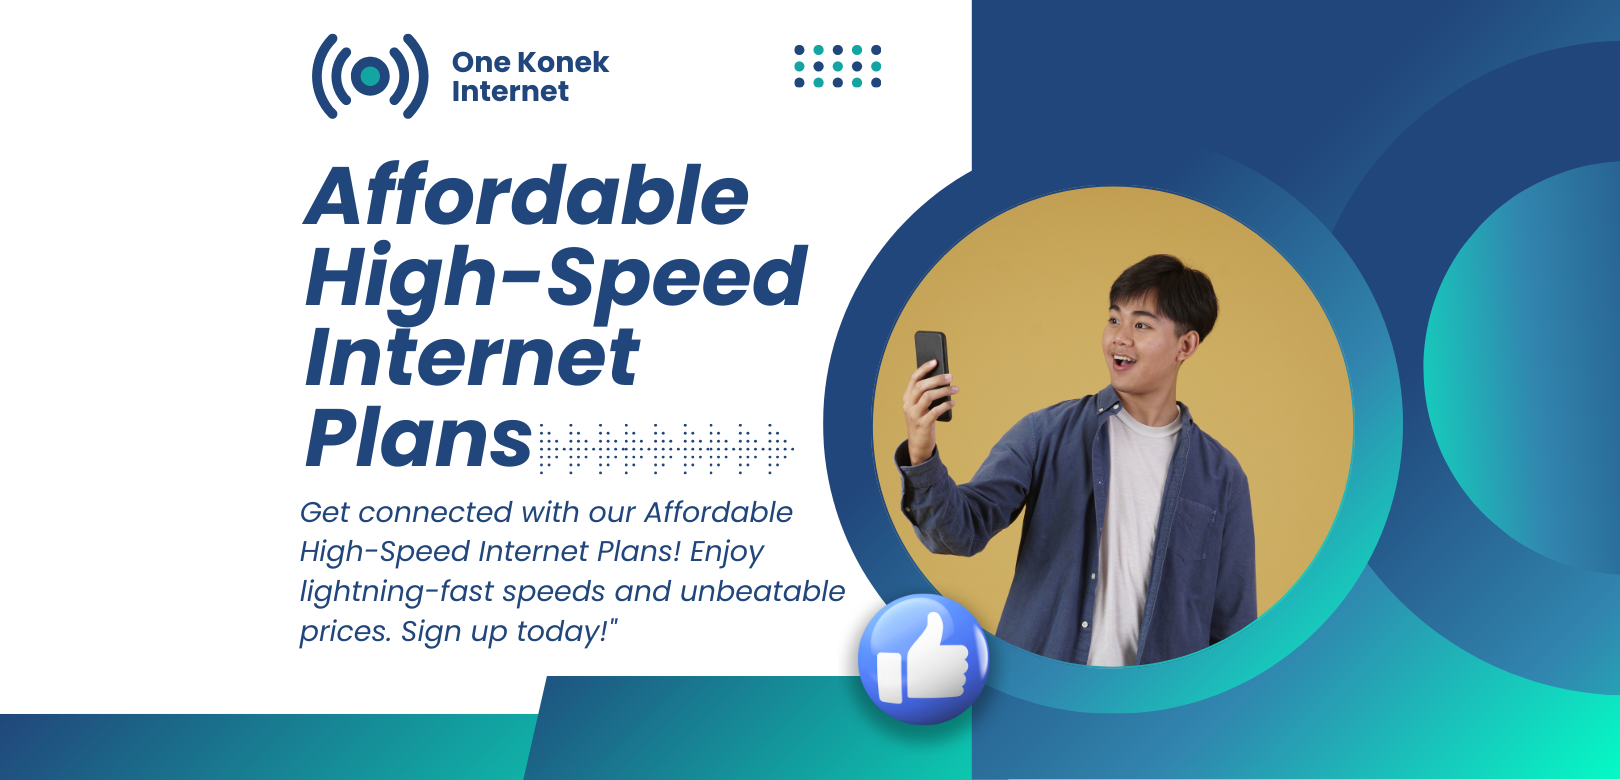 One Konek
Internet
Affordable
High-Speed
Internet
Plans
Get connected with our Affordable
High-Speed Internet Plans! Enjoy
lightning-fast speeds and unbeatable
prices. Sign up today!"